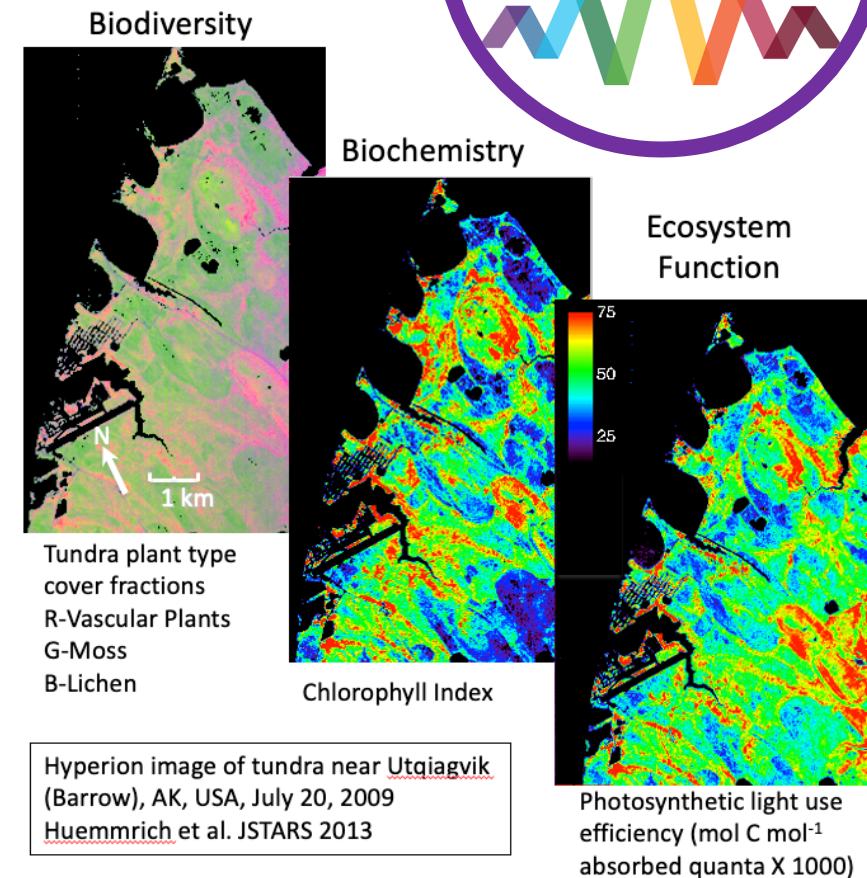 Biodiversity
Biochemistry
Ecosystem
Function
75
50
25
N
1 km
Tundra plant type
cover fractions
R-Vascular Plants
G-Moss
B-Lichen
Chlorophyll Index
Hyperion image of tundra near Utqiagvik
(Barrow), AK, USA, July 20, 2009
Huemmrich et al. JSTARS 2013
Photosynthetic light use
efficiency (mol C mol⁻¹
absorbed quanta X 1000)